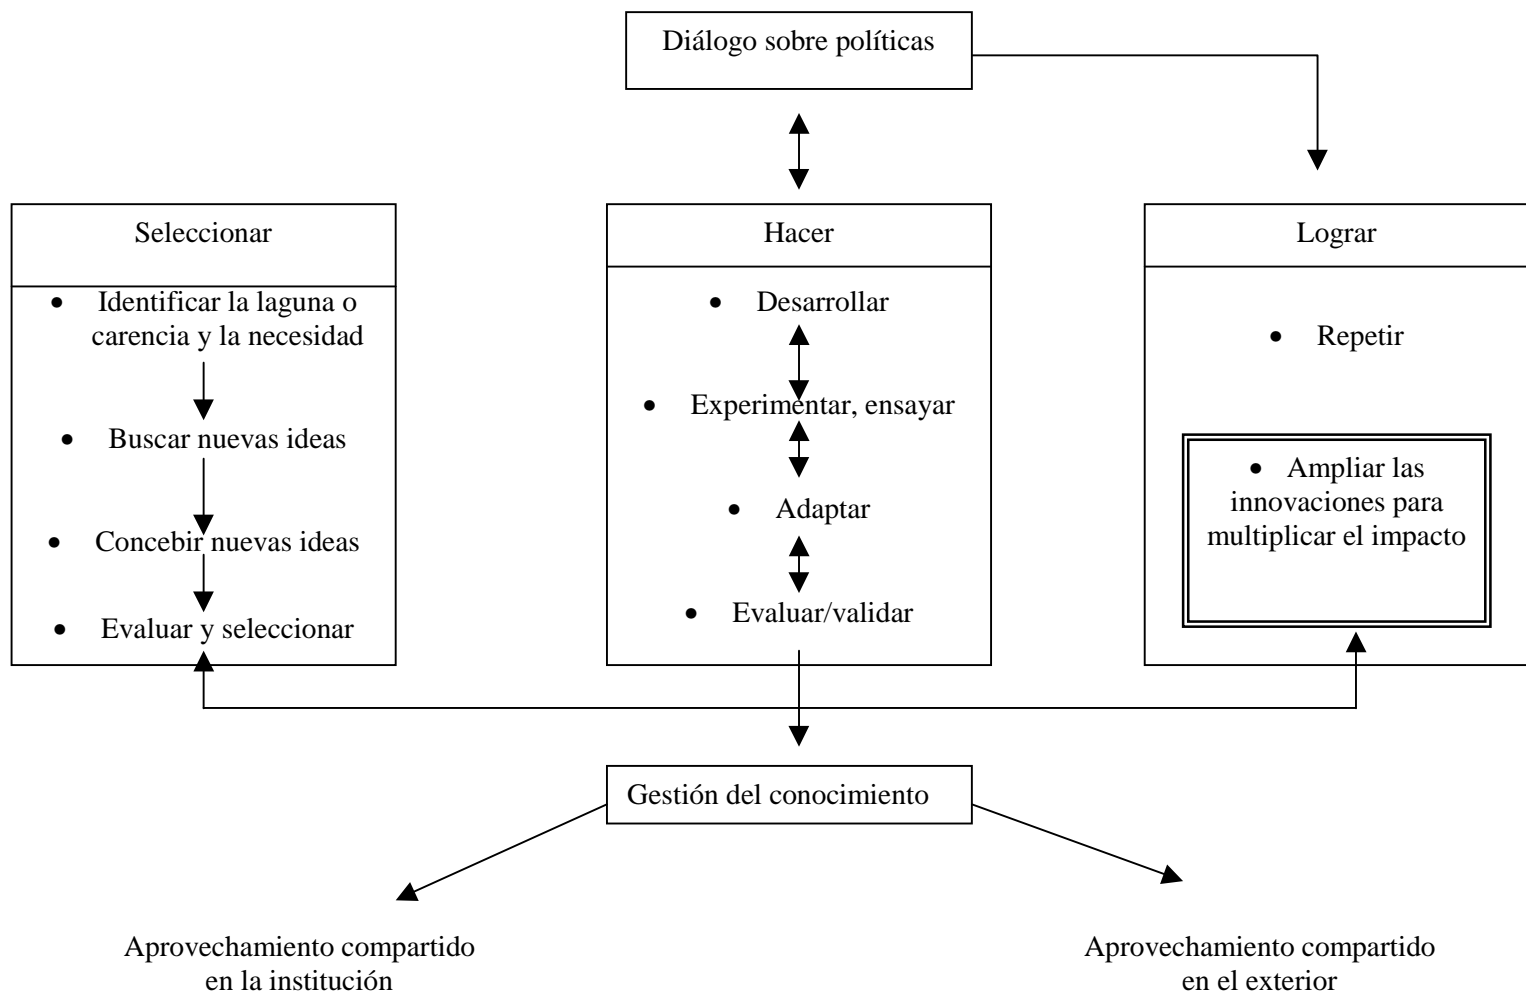 Diálogo sobre políticas
Seleccionar
• Identificar la laguna o
carencia y la necesidad
• Buscar nuevas ideas
• Concebir nuevas ideas
• Evaluar y seleccionar
Hacer
• Desarrollar
• Experimentar, ensayar
• Adaptar
• Evaluar/validar
Lograr
• Repetir
• Ampliar las
innovaciones para
multiplicar el impacto
Gestión del conocimiento
Aprovechamiento compartido
en la institución
Aprovechamiento compartido
en el exterior